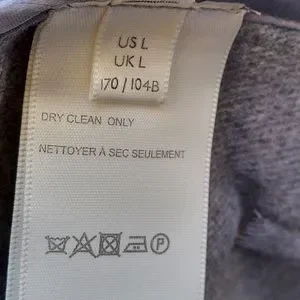 US L
UK L
170 / 104B
DRY CLEAN ONLY
NETTOYER À SEC SEULEMENT
P